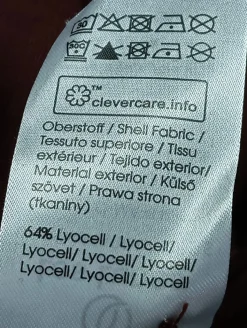 clevercare.info
Oberstoff / Shell Fabric /
Tessuto superiore / Tissu
extérieur / Tejido exterior/
Material exterior / Külső
szövet / Prawa strona
(tkaniny)
64% Lyocell / Lyocell/
Lyocell/ Lyocell/ Lyocell/
Lyocell/ Lyocell/ Lyocell